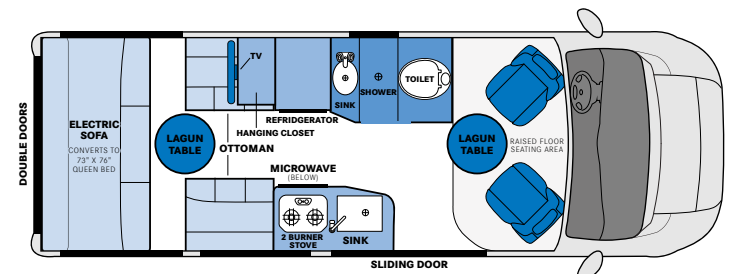 DOUBLE DOORS
ELECTRIC
SOFA
CONVERTS TO
73" X 76"
QUEEN BED
LAGUN
TABLE
TV
HANGING CLOSET
OTTOMAN
REFRIDGERATOR
SINK
SHOWER
TOILET
MICROWAVE
(BELOW)
2 BURNER
STOVE
SINK
SLIDING DOOR
LAGUN
TABLE
RAISED FLOOR
SEATING AREA